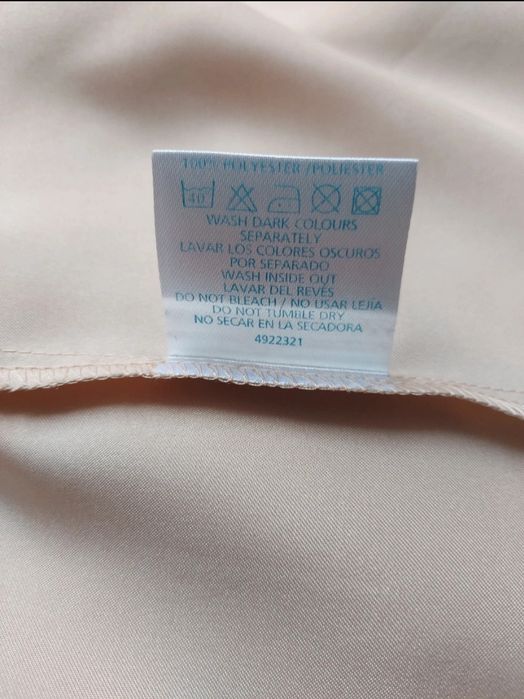 100% POLYESTER / POLIESTER
40
WASH DARK COLOURS
SEPARATELY
LAVAR LOS COLORES OSCUROS
POR SEPARADO
WASH INSIDE OUT
LAVAR DEL REVÉS
DO NOT BLEACH / NO USAR LEJÍA
DO NOT TUMBLE DRY
NO SECAR EN LA SECADORA
4922321